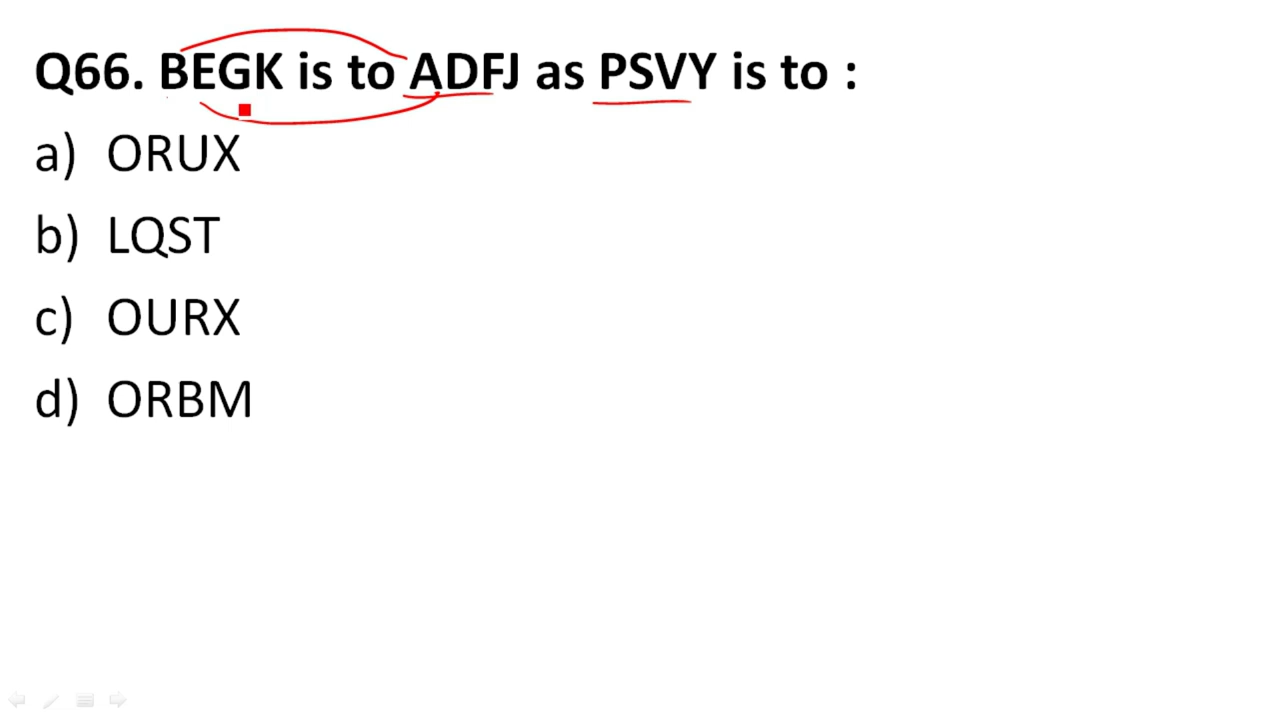 Q66. BEGK is to ADFJ as PSVY is to :
a) ORUX
b) LQST
c) OURX
d) ORBM